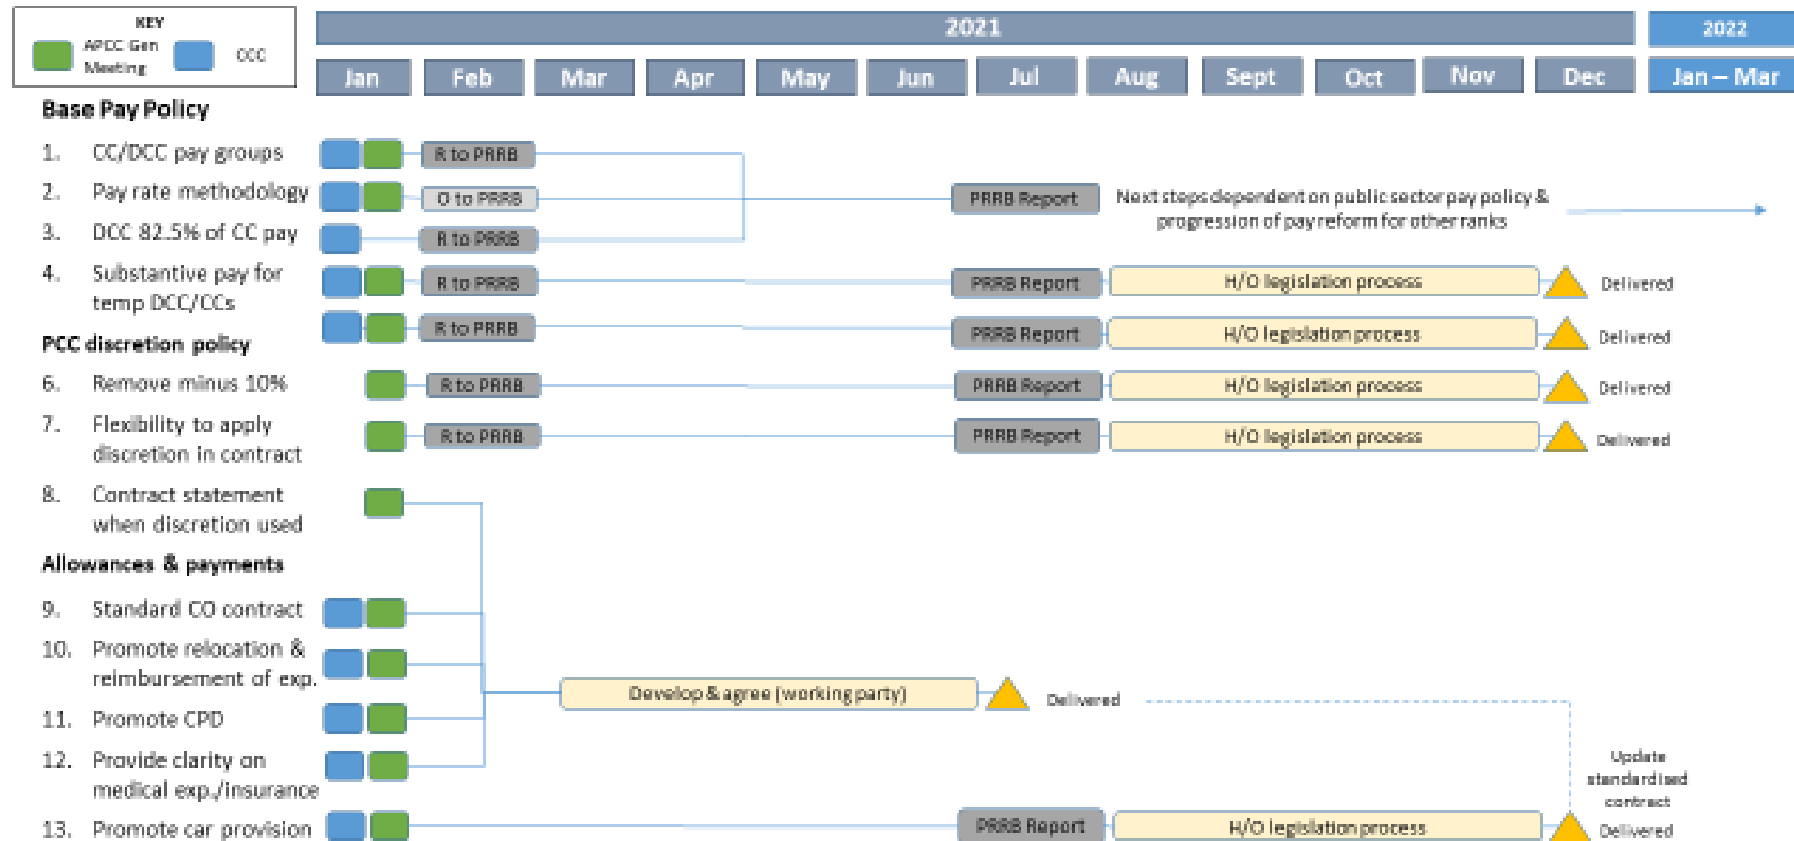 KEY
APCC Gen
Meeting
CCC
2021
2022
Jan
Feb
Mar
Apr
May
Jun
Jul
Aug
Sept
Oct
Nov
Dec
Jan – Mar
Base Pay Policy
1. CC/DCC pay groups
R to PRRB
2. Pay rate methodology
O to PRRB
PRRB Report
Next steps dependent on public sector pay policy &
progression of pay reform for other ranks
3. DCC 82.5% of CC pay
R to PRRB
4. Substantive pay for
temp DCC/CCs
R to PRRB
PRRB Report
H/O legislation process
Delivered
R to PRRB
PRRB Report
H/O legislation process
Delivered
PCC discretion policy
6. Remove minus 10%
R to PRRB
PRRB Report
H/O legislation process
Delivered
7. Flexibility to apply
discretion in contract
R to PRRB
PRRB Report
H/O legislation process
Delivered
8. Contract statement
when discretion used
Allowances & payments
9. Standard CO contract
10. Promote relocation &
reimbursement of exp.
Develop & agree (working party)
Delivered
11. Promote CPD
12. Provide clarity on
medical exp./insurance
Update
standardised
contract
13. Promote car provision
PRRB Report
H/O legislation process
Delivered